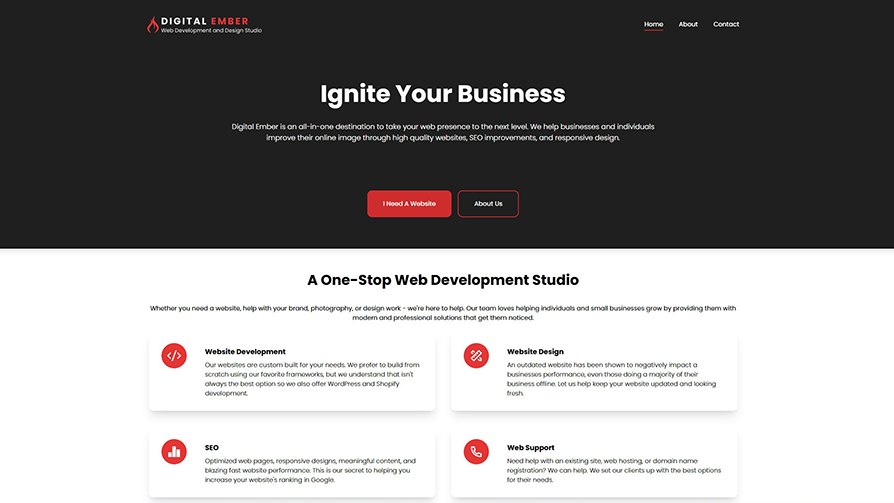 DIGITAL EMBER
Web Development and Design Studio
Home About Contact
Ignite Your Business
Digital Ember is an all-in-one destination to take your web presence to the next level. We help businesses and individuals
improve their online image through high quality websites, SEO improvements, and responsive design.
I Need A Website About Us
A One-Stop Web Development Studio
Whether you need a website, help with your brand, photography, or design work - we're here to help. Our team loves helping individuals and small businesses grow by providing them with
modern and professional solutions that get them noticed.
Website Development
Our websites are custom built for your needs. We prefer to build from
scratch using our favorite frameworks, but we understand that isn't
always the best option so we also offer WordPress and Shopify
development.
Website Design
An outdated website has been shown to negatively impact a
businesses performance, even those doing a majority of their
business offline. Let us help keep your website updated and looking
fresh.
SEO
Optimized web pages, responsive designs, meaningful content, and
blazing fast website performance. This is our secret to helping you
increase your website's ranking in Google.
Web Support
Need help with an existing site, web hosting, or domain name
registration? We can help. We set our clients up with the best options
for their needs.